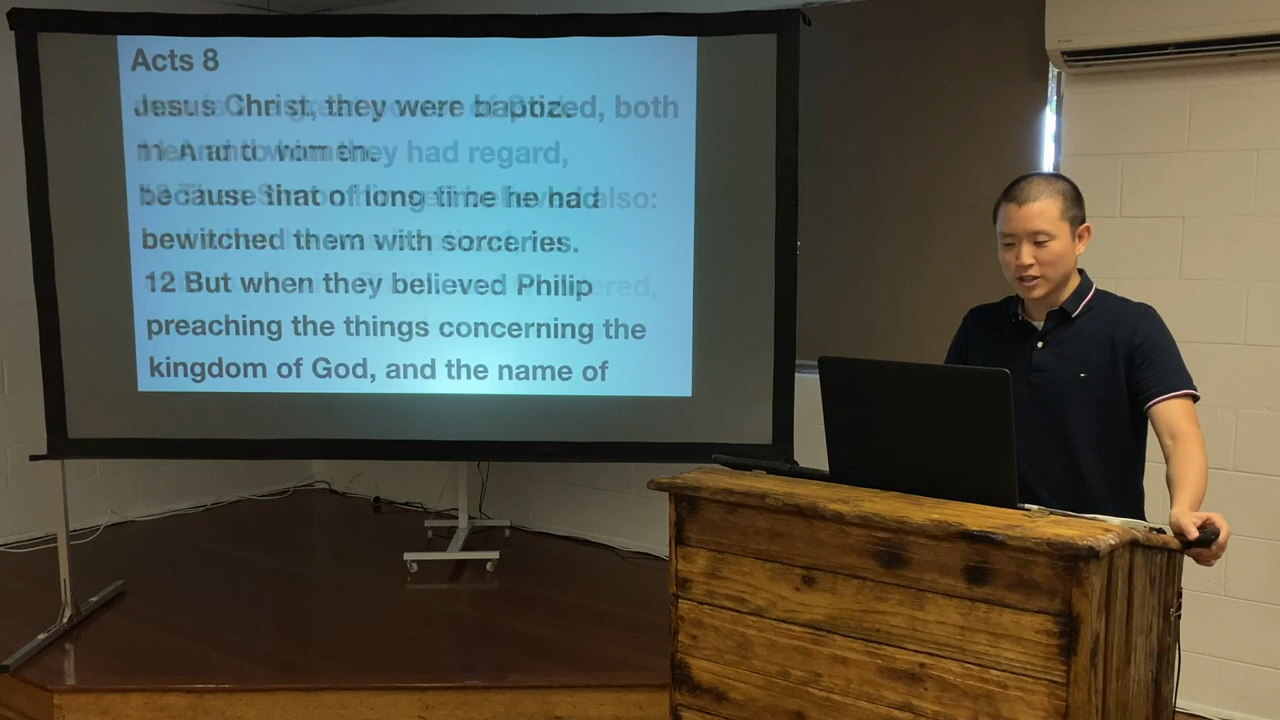 Acts 8
Jesus Christ, they were baptized, both
they had regard,
because that of long time he had
also:
bewitched them with sorceries.
12 But when they believed Philip
preaching the things concerning the
kingdom of God, and the name of